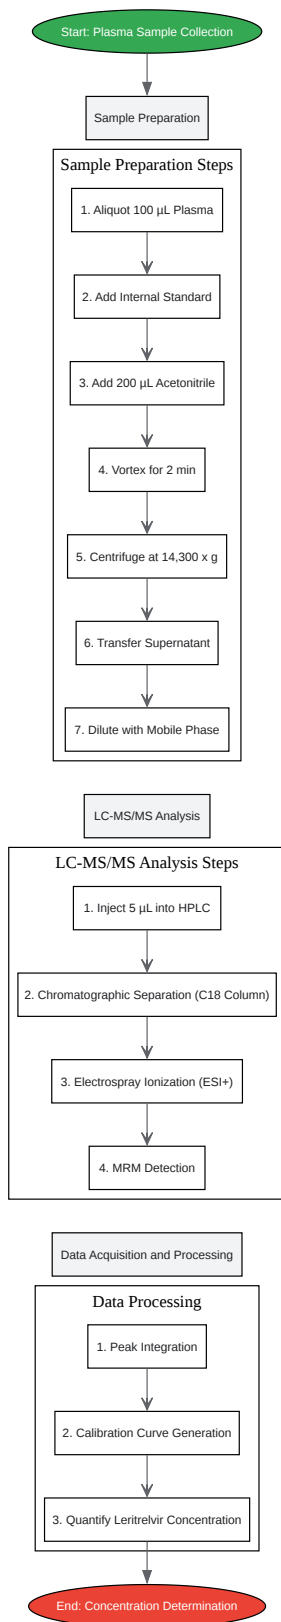 Start: Plasma Sample Collection
Sample Preparation
Sample Preparation Steps
1. Aliquot 100 µL Plasma
2. Add Internal Standard
3. Add 200 µL Acetonitrile
4. Vortex for 2 min
5. Centrifuge at 14,300 x g
6. Transfer Supernatant
7. Dilute with Mobile Phase
LC-MS/MS Analysis
LC-MS/MS Analysis Steps
1. Inject 5 µL into HPLC
2. Chromatographic Separation (C18 Column)
3. Electrospray Ionization (ESI+)
4. MRM Detection
Data Acquisition and Processing
Data Processing
1. Peak Integration
2. Calibration Curve Generation
3. Quantify Leritrelvir Concentration
End: Concentration Determination